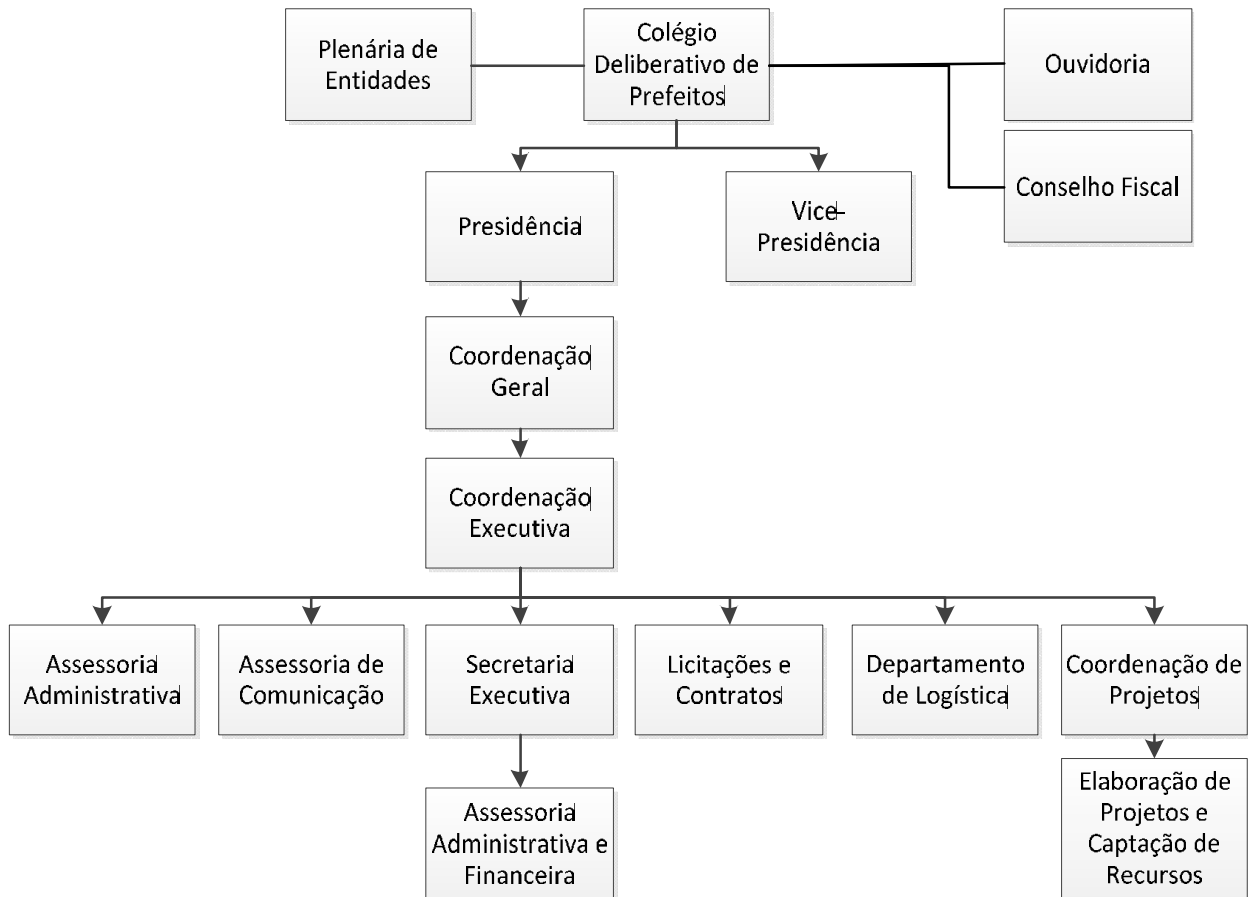 Plenária de
Entidades
Colégio
Deliberativo de
Prefeitos
Ouvidoria
Conselho Fiscal
Presidência
Vice-
Presidência
Coordenação
Geral
Coordenação
Executiva
Assessoria
Administrativa
Assessoria de
Comunicação
Secretaria
Executiva
Licitações e
Contratos
Departamento
de Logística
Coordenação de
Projetos
Assessoria
Administrativa e
Financeira
Elaboração de
Projetos e
Captação de
Recursos